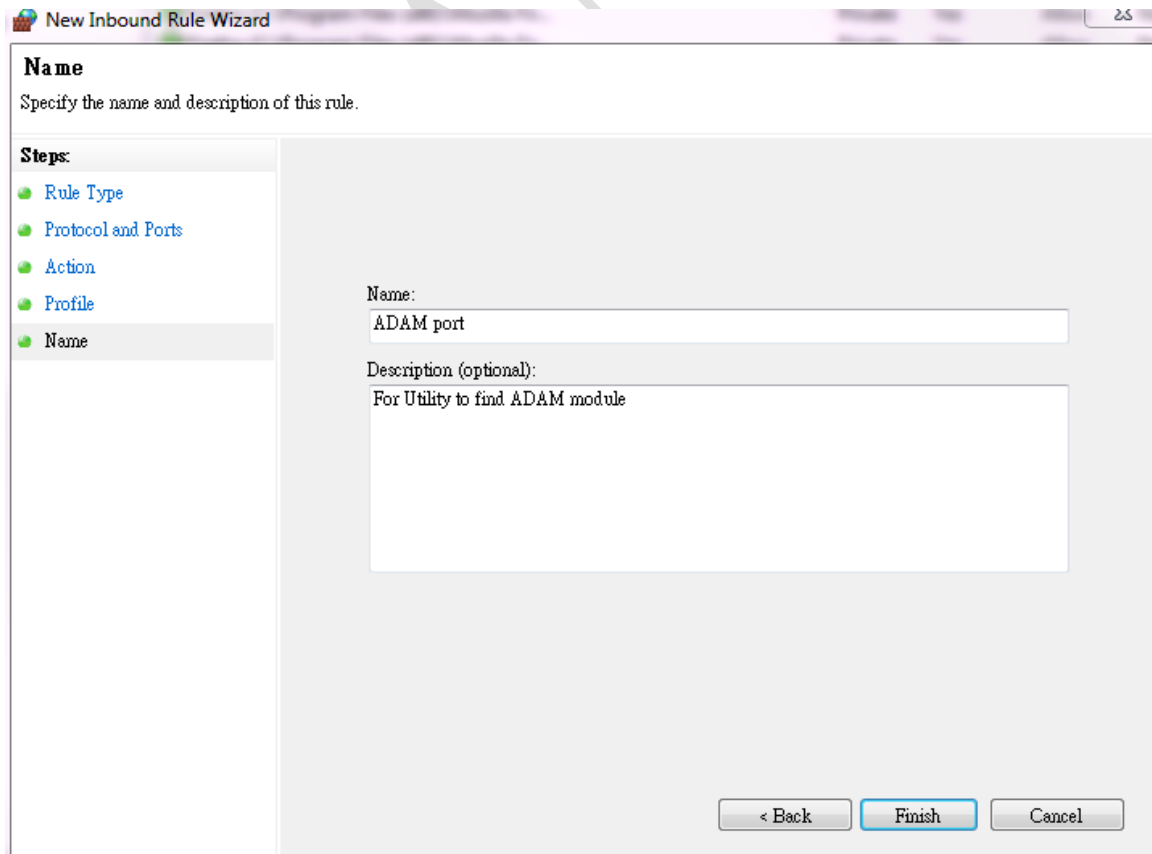 New Inbound Rule Wizard
Name
Specify the name and description of this rule.
Steps:
Rule Type
Protocol and Ports
Action
Profile
Name
Name:
ADAM port
Description (optional):
For Utility to find ADAM module
< Back
Finish
Cancel